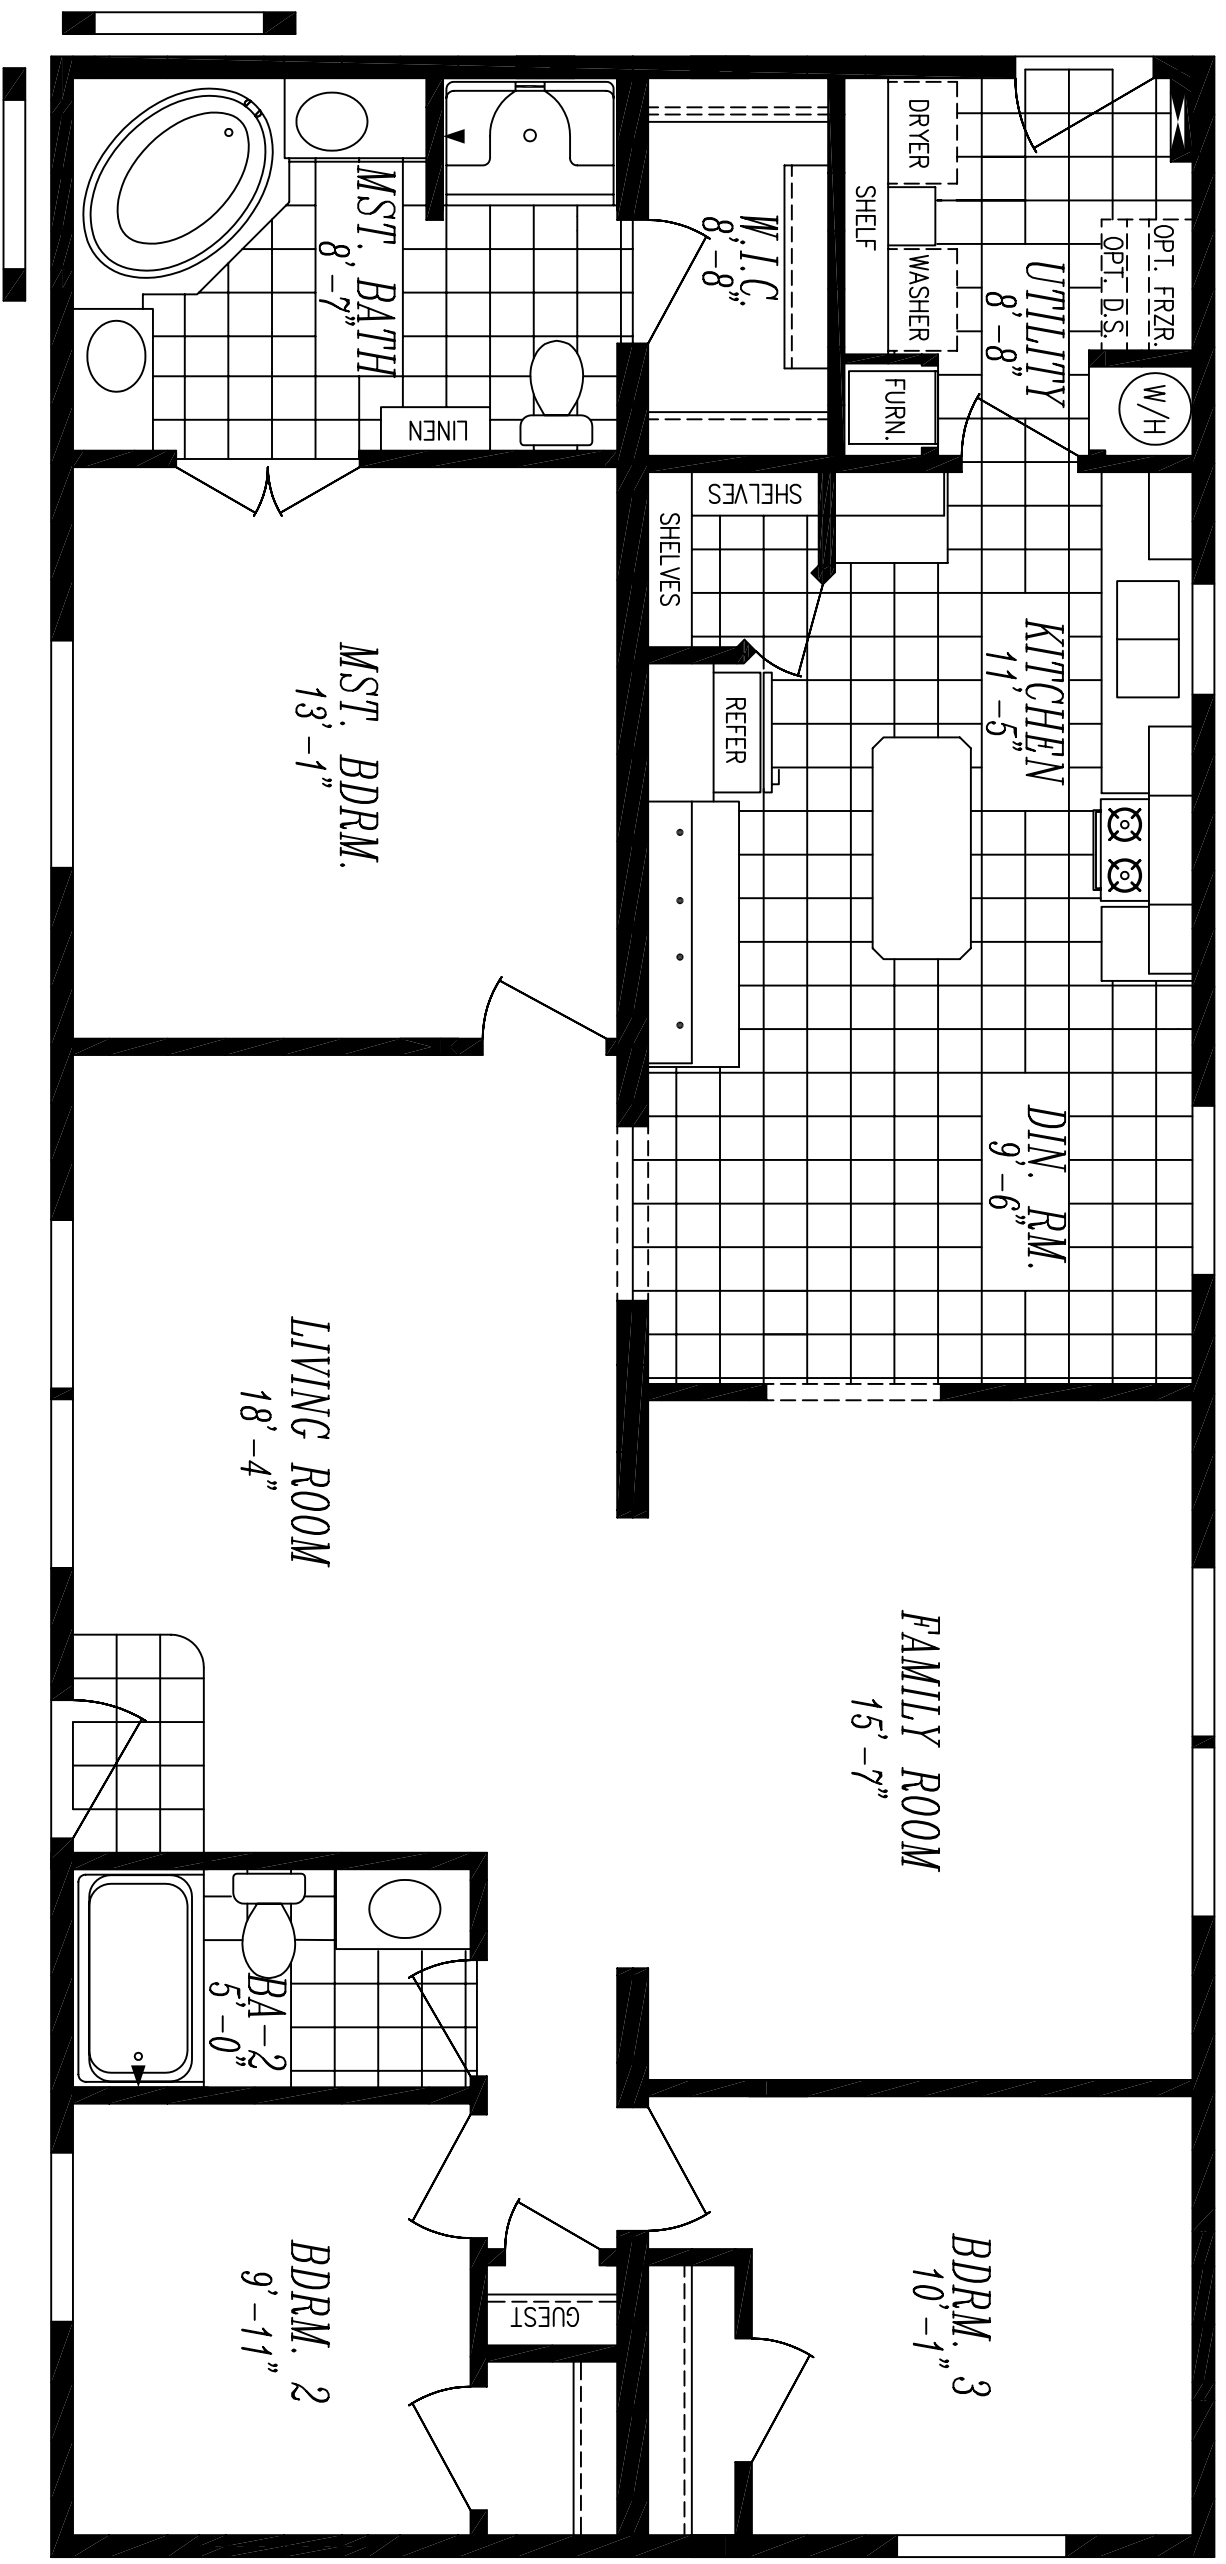 DRYER
SHELF
WASHER
OPT. FRZR.
OPT. D.S.
UTILITY
8'-8"
W/H
FURN.
W.I.C.
8'-8"
MST. BATH
8'-7"
LINEN
SHELVES
SHELVES
KITCHEN
11'-5"
REFER
MST. BDRM.
13'-1"
DIN. RM.
9'-6"
LIVING ROOM
18'-4"
FAMILY ROOM
15'-7"
BA-2
5'-0"
BDRM. 3
10'-1"
BDRM. 2
9'-11"
GUEST